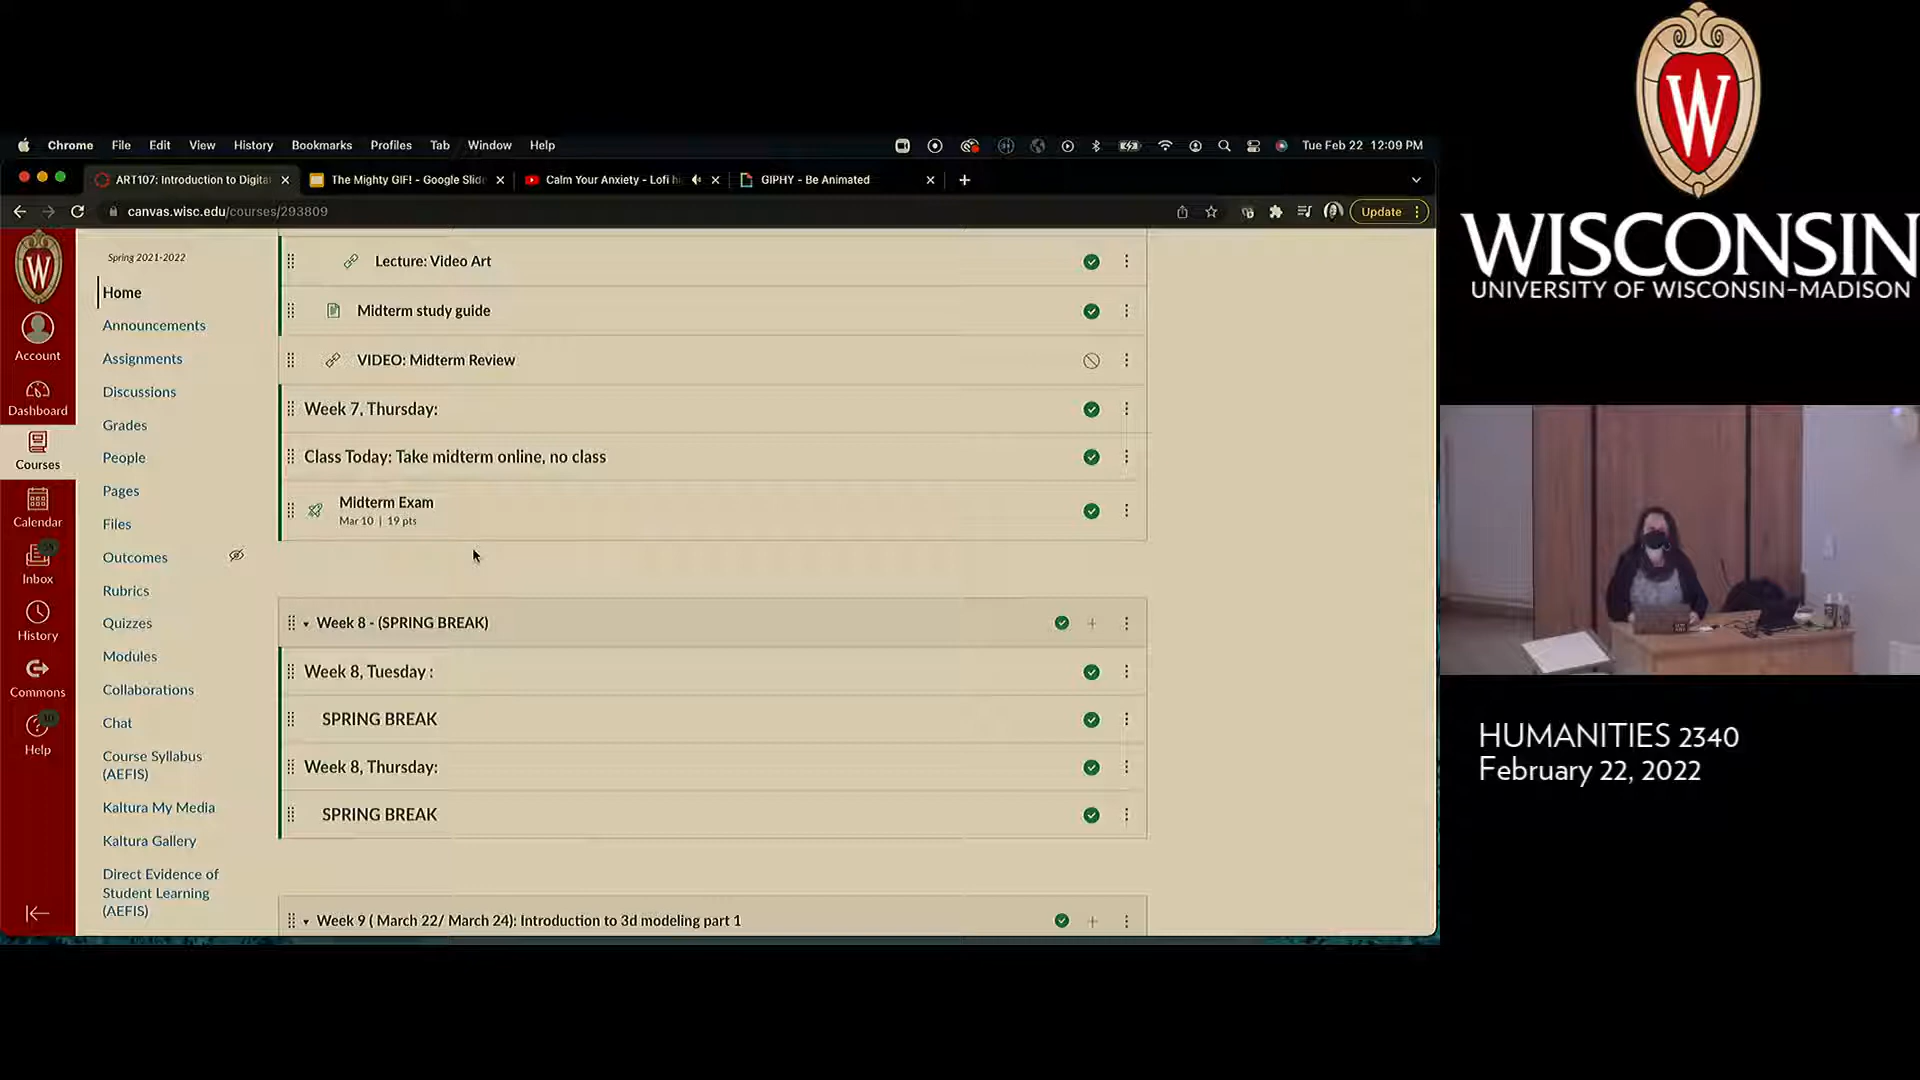 Chrome File Edit View History Bookmarks Profiles Tab Window Help
Tue Feb 22 12:09 PM
ART107: Introduction to Digita
The Mighty GIF! - Google Slide
Calm Your Anxiety - Lofi hi
GIPHY - Be Animated
canvas.wisc.edu/courses/293809
Update
W
Account
Dashboard
Courses
Calendar
Inbox
History
Commons
10
Help
Spring 2021-2022
Home
Announcements
Assignments
Discussions
Grades
People
Pages
Files
Outcomes
Rubrics
Quizzes
Modules
Collaborations
Chat
Course Syllabus
(AEFIS)
Kaltura My Media
Kaltura Gallery
Direct Evidence of
Student Learning
(AEFIS)
Lecture: Video Art
Midterm study guide
VIDEO: Midterm Review
Week 7, Thursday:
Class Today: Take midterm online, no class
Midterm Exam
Mar 10 | 19 pts
Week 8 - (SPRING BREAK)
Week 8, Tuesday :
SPRING BREAK
Week 8, Thursday:
SPRING BREAK
Week 9 ( March 22/ March 24): Introduction to 3d modeling part 1
W
WISCONSIN
UNIVERSITY OF WISCONSIN–MADISON
HUMANITIES 2340
February 22, 2022